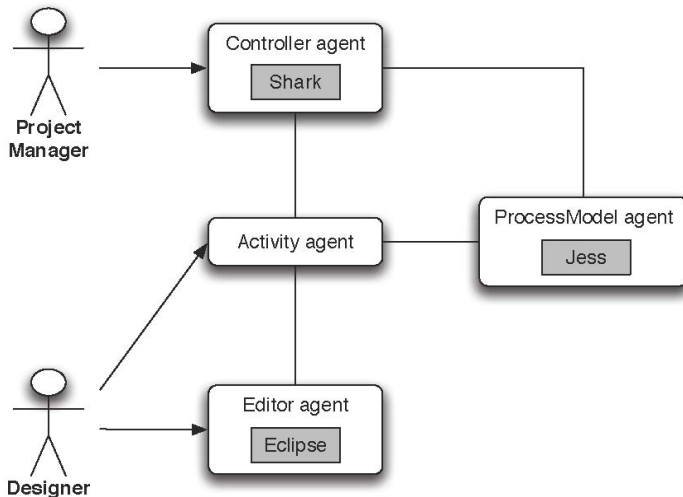 Controller agent
Shark
Project
Manager
ProcessModel agent
Jess
Activity agent
Editor agent
Eclipse
Designer